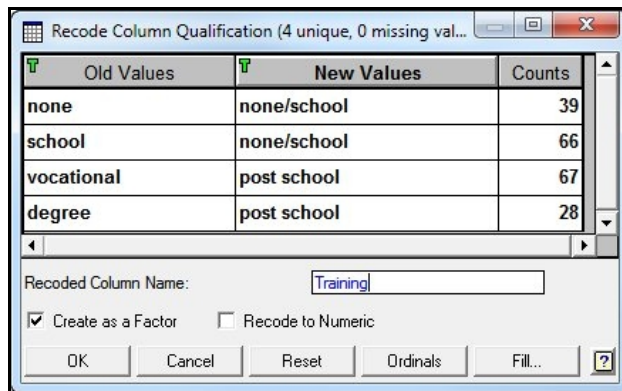 Recode Column Qualification (4 unique, 0 missing val...
T Old Values T New Values Counts
none none/school 39
school none/school 66
vocational post school 67
degree post school 28
Recoded Column Name: Training
Create as a Factor Recode to Numeric
OK Cancel Reset Ordinals Fill... ?